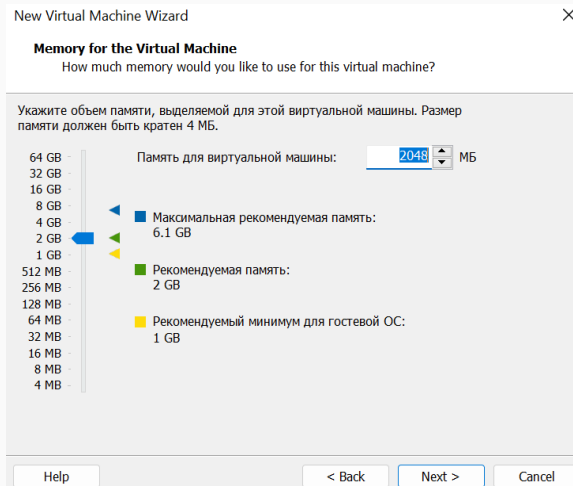 New Virtual Machine Wizard
Memory for the Virtual Machine
How much memory would you like to use for this virtual machine?
Укажите объем памяти, выделяемой для этой виртуальной машины. Размер
памяти должен быть кратен 4 МБ.
64 GB
32 GB
16 GB
8 GB
4 GB
2 GB
1 GB
512 MB
256 MB
128 MB
64 MB
32 MB
16 MB
8 MB
4 MB
Память для виртуальной машины: 2048 МБ
Максимальная рекомендуемая память:
6.1 GB
Рекомендуемая память:
2 GB
Рекомендуемый минимум для гостевой ОС:
1 GB
Help < Back Next > Cancel